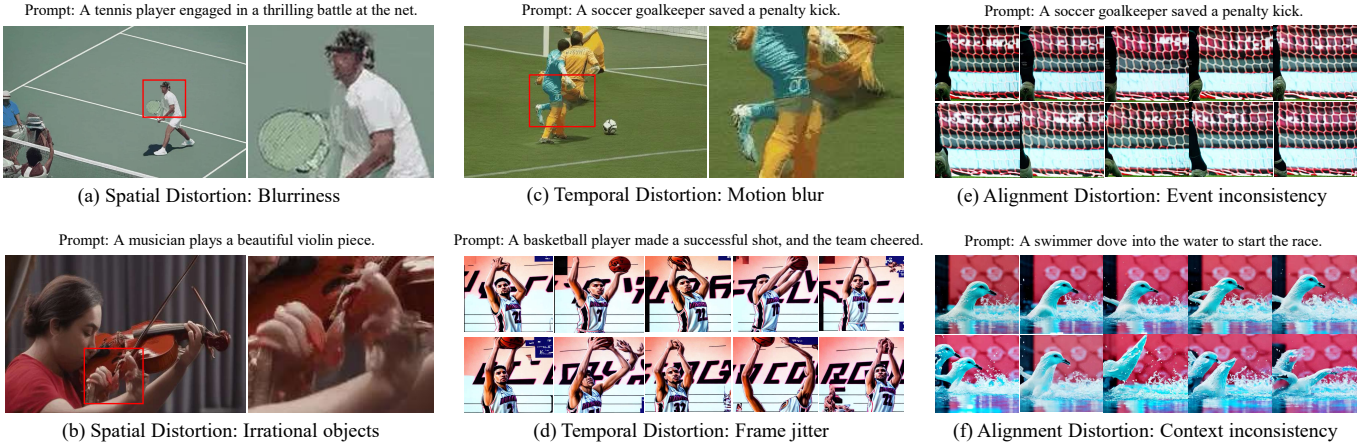 Prompt: A tennis player engaged in a thrilling battle at the net.
(a) Spatial Distortion: Blurriness
Prompt: A musician plays a beautiful violin piece.
(b) Spatial Distortion: Irrational objects
Prompt: A soccer goalkeeper saved a penalty kick.
(c) Temporal Distortion: Motion blur
Prompt: A basketball player made a successful shot, and the team cheered.
(d) Temporal Distortion: Frame jitter
Prompt: A soccer goalkeeper saved a penalty kick.
(e) Alignment Distortion: Event inconsistency
Prompt: A swimmer dove into the water to start the race.
(f) Alignment Distortion: Context inconsistency